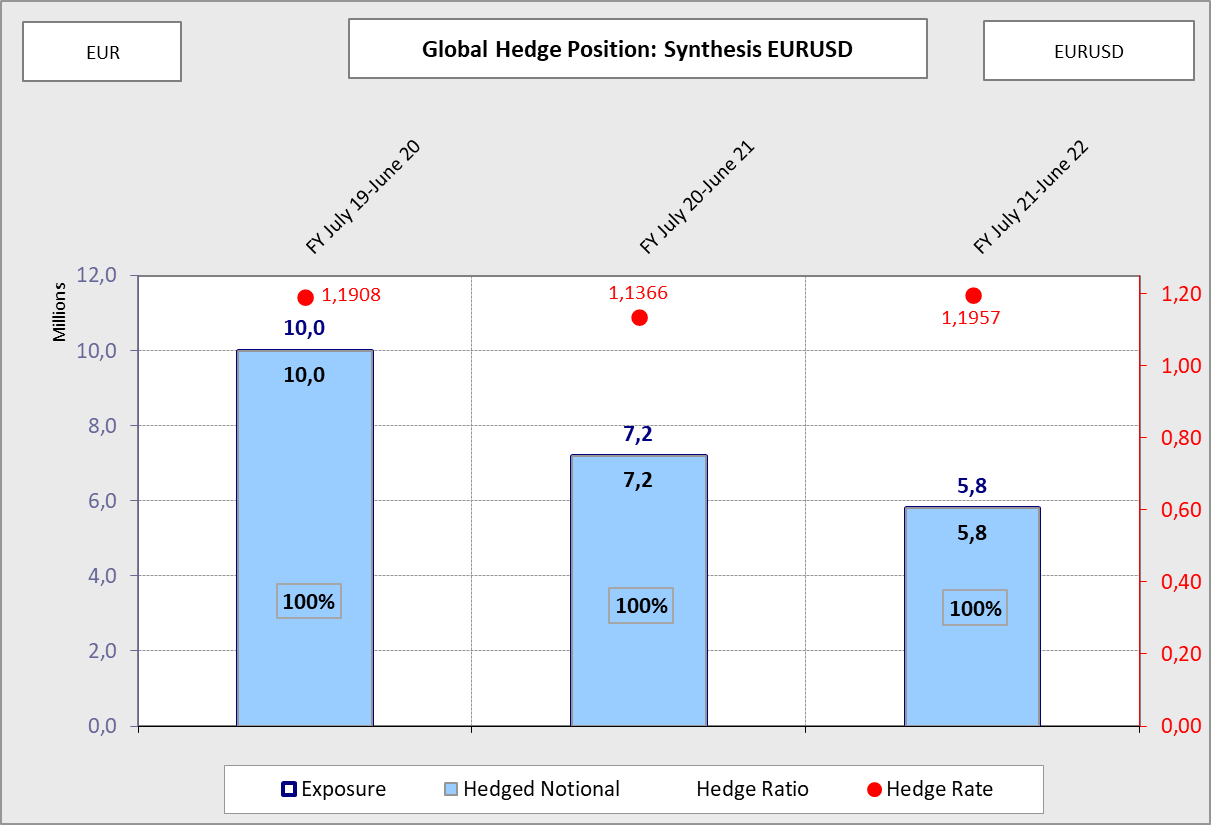 EUR
Global Hedge Position: Synthesis EURUSD
EURUSD
FY July 19-June 20
FY July 20-June 21
FY July 21-June 22
Millions
12,0
10,0
8,0
6,0
4,0
2,0
0,0
1,1908
1,1366
1,1957
10,0
10,0
100%
7,2
7,2
100%
5,8
5,8
100%
1,20
1,00
0,80
0,60
0,40
0,20
0,00
Exposure
Hedged Notional
Hedge Ratio
Hedge Rate